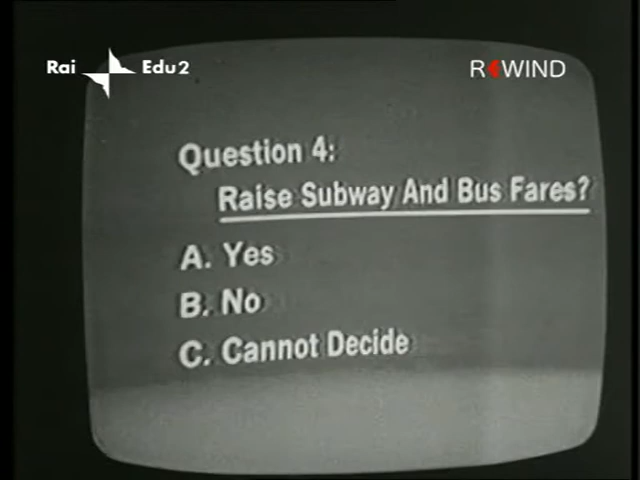 Rai Edu2
REWIND
Question 4:
Raise Subway And Bus Fares?
A. Yes
B. No
C. Cannot Decide